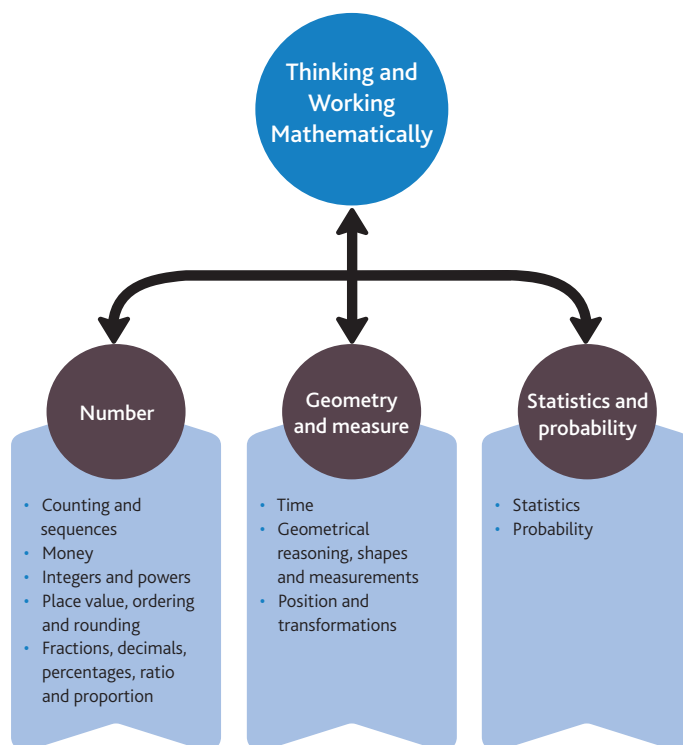 Thinking and
Working
Mathematically
Number
Geometry
and measure
Statistics and
probability
• Counting and
sequences
• Money
• Integers and powers
• Place value, ordering
and rounding
• Fractions, decimals,
percentages, ratio
and proportion
• Time
• Geometrical
reasoning, shapes
and measurements
• Position and
transformations
• Statistics
• Probability